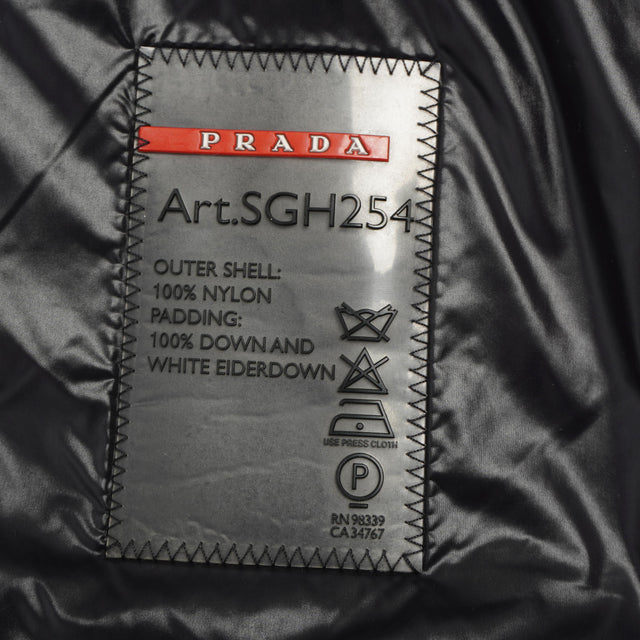 PRADA
Art.SGH254
OUTER SHELL:
100% NYLON
PADDING:
100% DOWN AND
WHITE EIDERDOWN
USE PRESS CLOTH
P
RN 98339
CA 34767